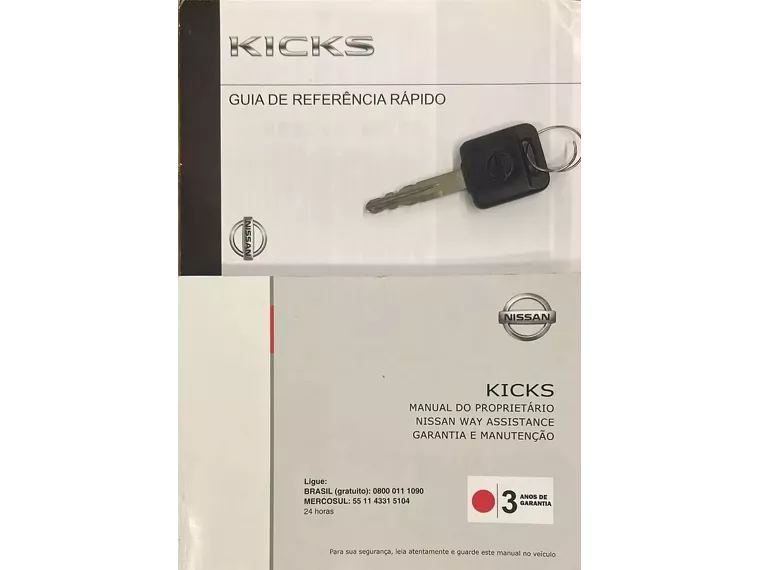 KICKS
GUIA DE REFERÊNCIA RÁPIDO
NISSAN
NISSAN
KICKS
MANUAL DO PROPRIETÁRIO
NISSAN WAY ASSISTANCE
GARANTIA E MANUTENÇÃO
Ligue:
BRASIL (gratuito): 0800 011 1090
MERCOSUL: 55 11 4331 5104
24 horas
3 ANOS DE
GARANTIA
Para sua segurança, leia atentamente e guarde este manual no veículo